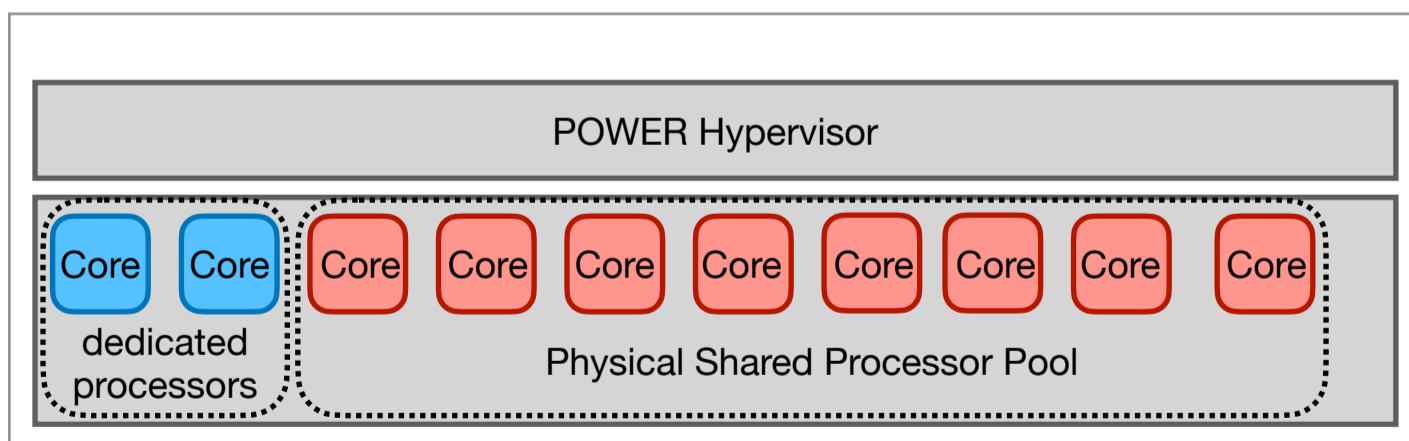 POWER Hypervisor
Core Core Core Core Core Core Core Core Core Core
dedicated
processors
Physical Shared Processor Pool